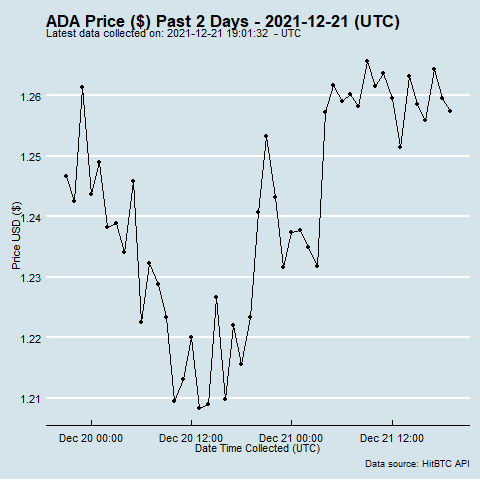 ADA Price ($) Past 2 Days - 2021-12-21 (UTC)
Latest data collected on: 2021-12-21 19:01:32 - UTC
1.26
1.25
1.24
1.23
1.22
1.21
Price USD ($)
Dec 20 00:00 Dec 20 12:00 Dec 21 00:00 Dec 21 12:00
Date Time Collected (UTC)
Data source: HitBTC API